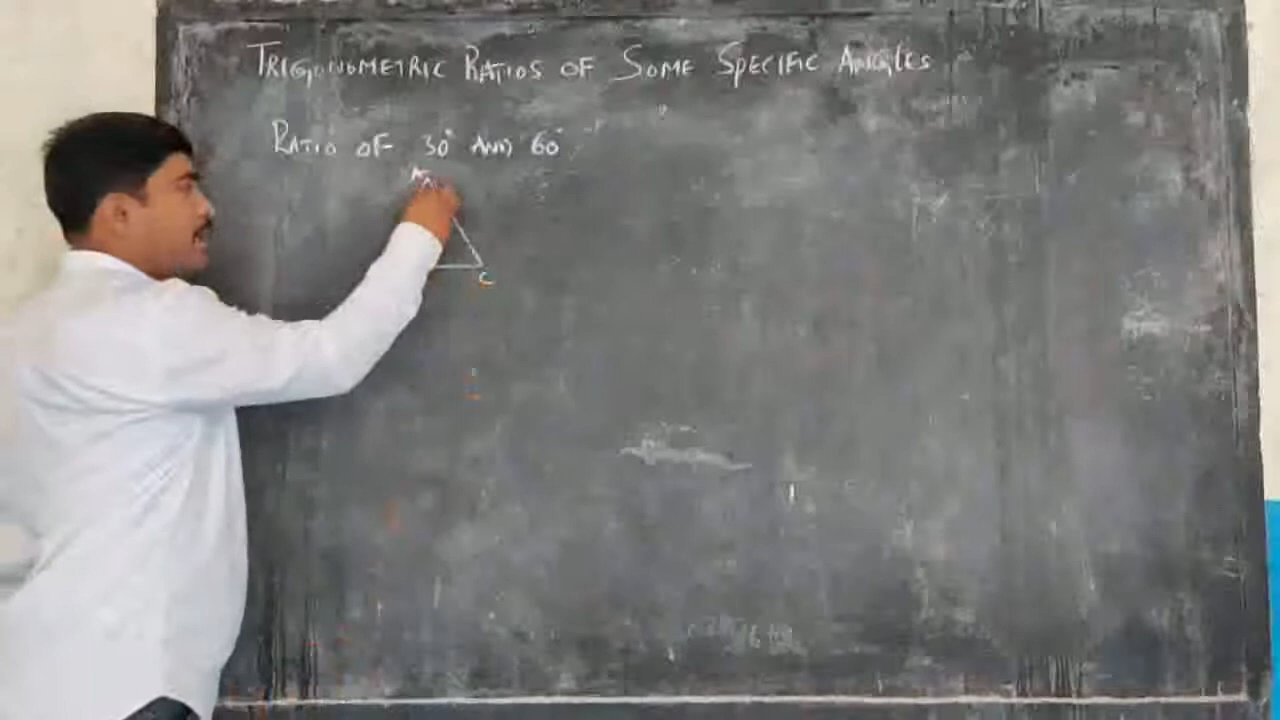 TRIGONOMETRIC RATIOS OF SOME SPECIFIC ANGLES
RATIO OF 30° AND 60°
A
C